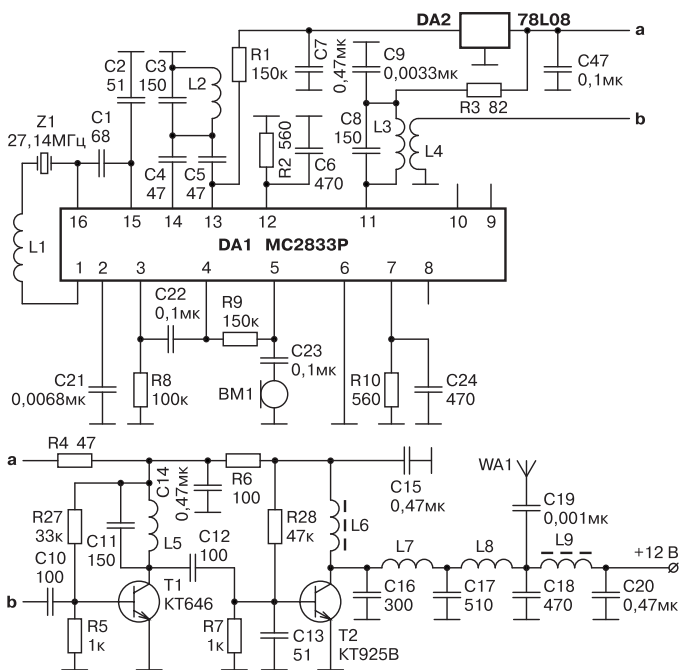 DA2 78L08
a
C2
51
C3
150
L2
R1
150к
C7
0,47мк
C9
0,0033мк
C47
0,1мк
R3 82
b
Z1
27,14МГц
C1
68
C4
47
C5
47
R2 560
C6
470
C8
150
L3
L4
L1
16 15 14 13 12 11 10 9
DA1 MC2833P
1 2 3 4 5 6 7 8
C22
0,1мк
R9
150к
C21
0,0068мк
R8
100к
BM1
C23
0,1мк
R10
560
C24
470
a
R4 47
C14
0,47мк
R6
100
C15
0,47мк
WA1
C19
0,001мк
R27
33к
C11
150
L5
C12
100
R28
47к
L6
L7
L8
L9
+12 В
C10
100
b
T1
КТ646
C16
300
C17
510
C18
470
C20
0,47мк
R5
1к
R7
1к
C13
51
T2
КТ925В